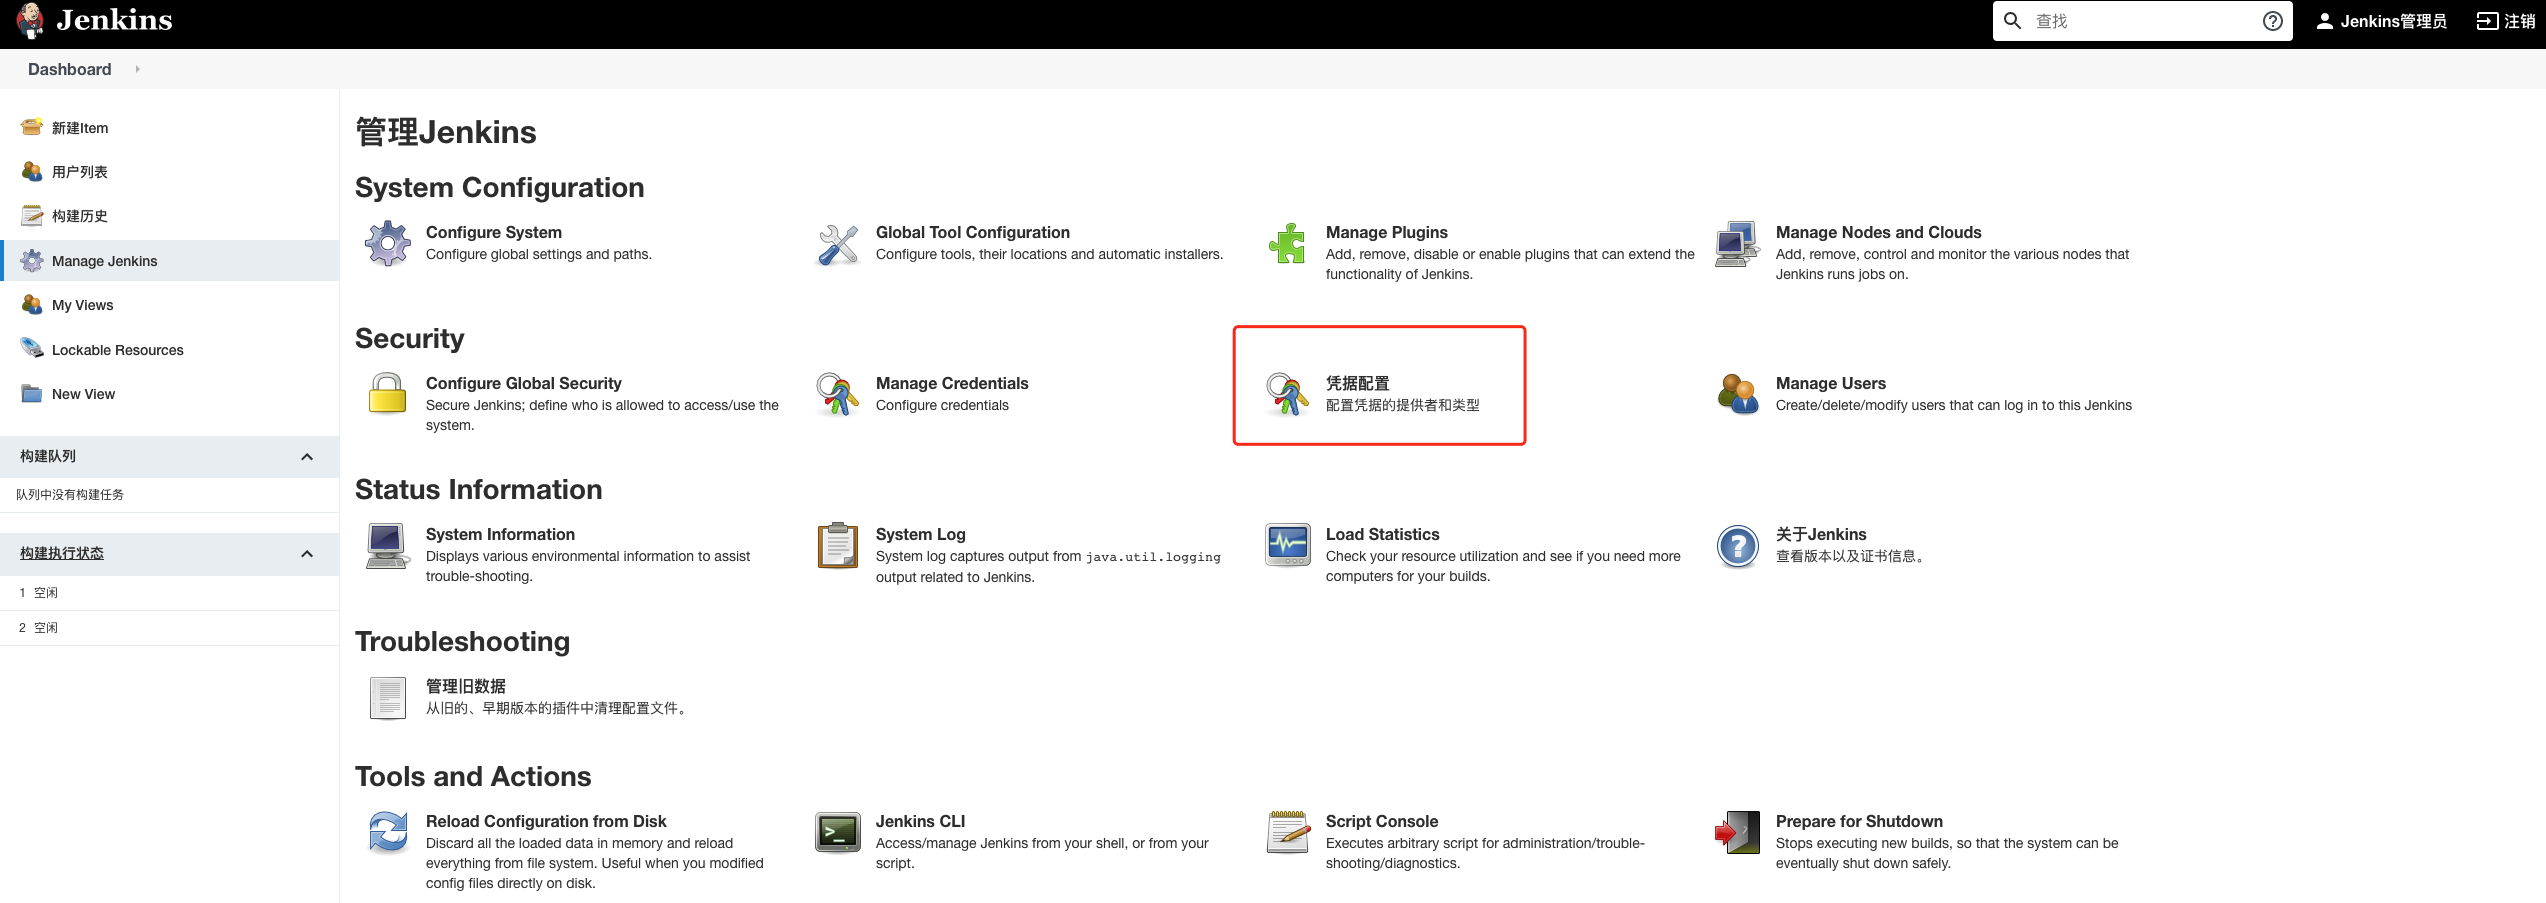 Jenkins
查找
Jenkins管理员
注销
Dashboard
新建Item
用户列表
构建历史
Manage Jenkins
My Views
Lockable Resources
New View
构建队列
队列中没有构建任务
构建执行状态
1 空闲
2 空闲
管理Jenkins
System Configuration
Configure System
Configure global settings and paths.
Global Tool Configuration
Configure tools, their locations and automatic installers.
Manage Plugins
Add, remove, disable or enable plugins that can extend the
functionality of Jenkins.
Manage Nodes and Clouds
Add, remove, control and monitor the various nodes that
Jenkins runs jobs on.
Security
Configure Global Security
Secure Jenkins; define who is allowed to access/use the
system.
Manage Credentials
Configure credentials
凭据配置
配置凭据的提供者和类型
Manage Users
Create/delete/modify users that can log in to this Jenkins
Status Information
System Information
Displays various environmental information to assist
trouble-shooting.
System Log
System log captures output from java.util.logging
output related to Jenkins.
Load Statistics
Check your resource utilization and see if you need more
computers for your builds.
关于Jenkins
查看版本以及证书信息。
Troubleshooting
管理旧数据
从旧的、早期版本的插件中清理配置文件。
Tools and Actions
Reload Configuration from Disk
Discard all the loaded data in memory and reload
everything from file system. Useful when you modified
config files directly on disk.
Jenkins CLI
Access/manage Jenkins from your shell, or from your
script.
Script Console
Executes arbitrary script for administration/trouble-
shooting/diagnostics.
Prepare for Shutdown
Stops executing new builds, so that the system can be
eventually shut down safely.